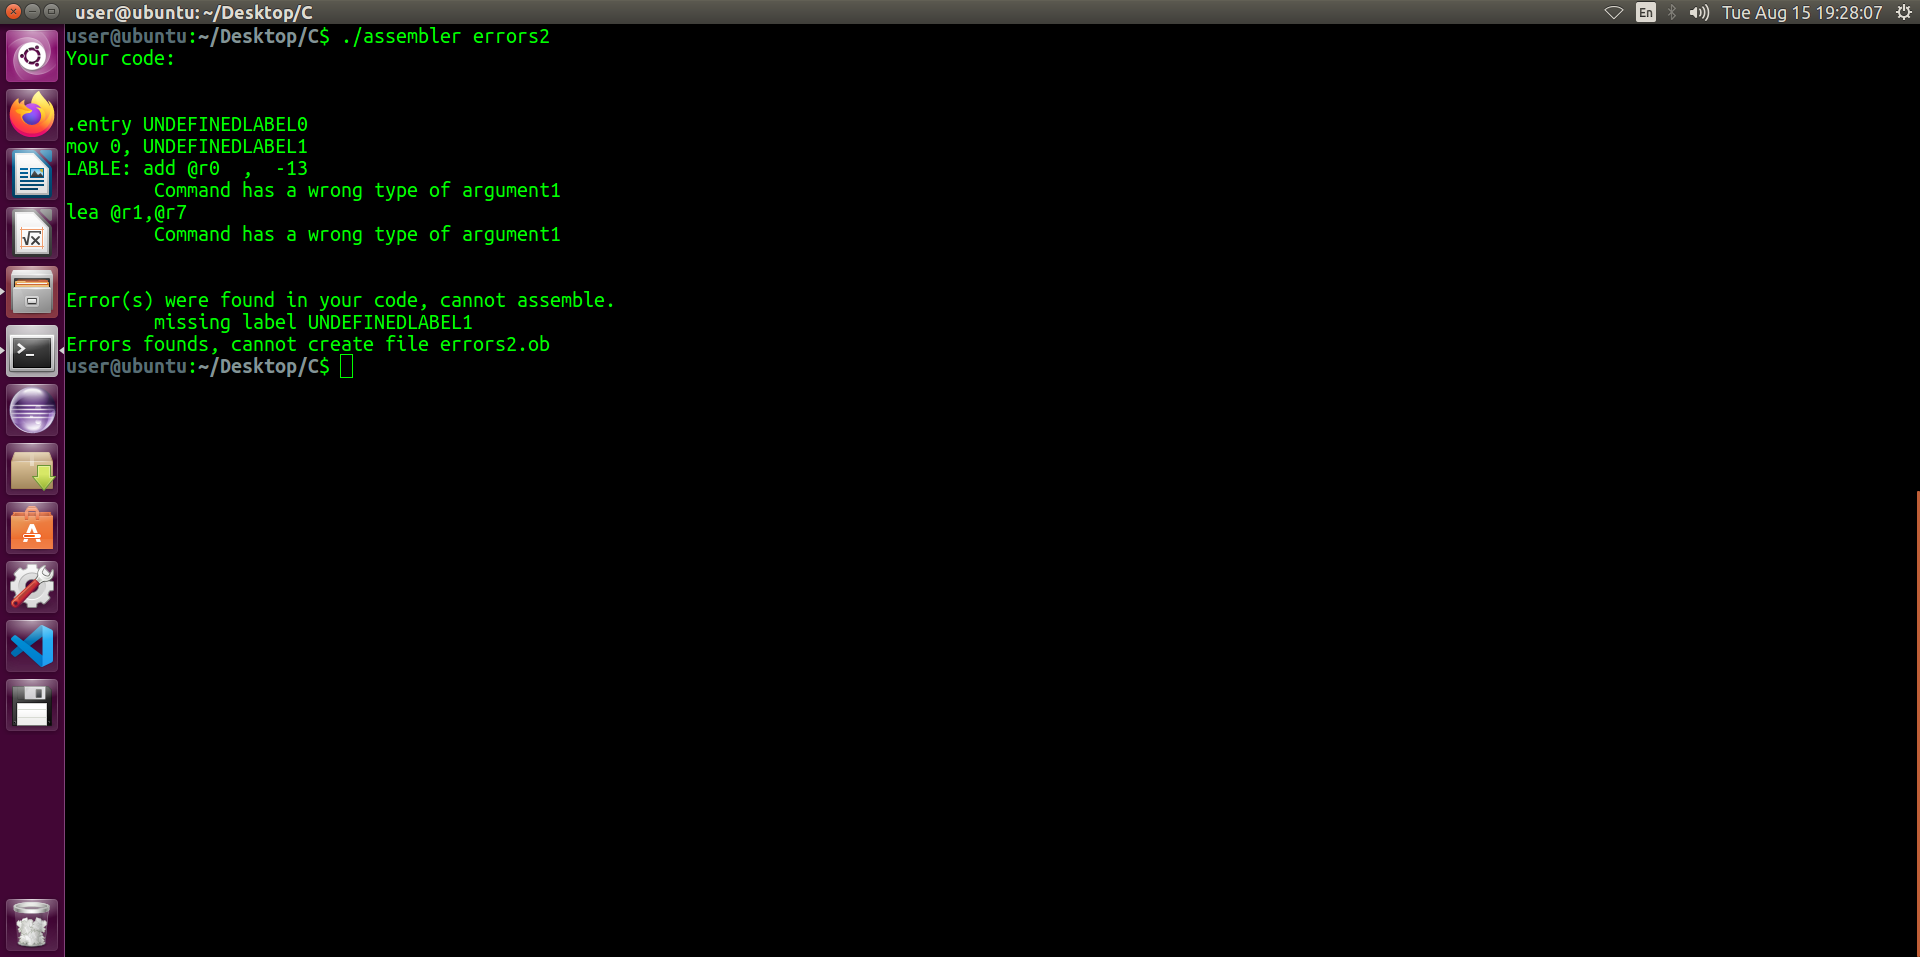 user@ubuntu: ~/Desktop/C
En
Tue Aug 15 19:28:07
user@ubuntu:~/Desktop/C$ ./assembler errors2
Your code:
.entry UNDEFINEDLABEL0
mov 0, UNDEFINEDLABEL1
LABLE: add @r0  ,  -13
        Command has a wrong type of argument1
lea @r1,@r7
        Command has a wrong type of argument1
Error(s) were found in your code, cannot assemble.
        missing label UNDEFINEDLABEL1
Errors founds, cannot create file errors2.ob
user@ubuntu:~/Desktop/C$